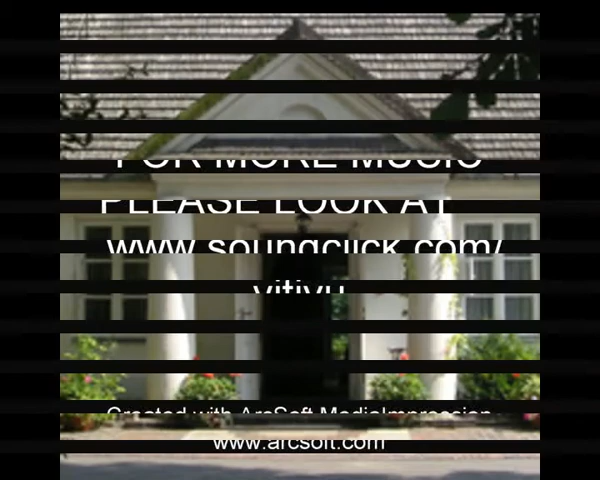 FOR MORE MUSIC
PLEASE LOOK AT
www.soundclick.com/
Created with ArcSoft MediaImpression
www.arcsoft.com